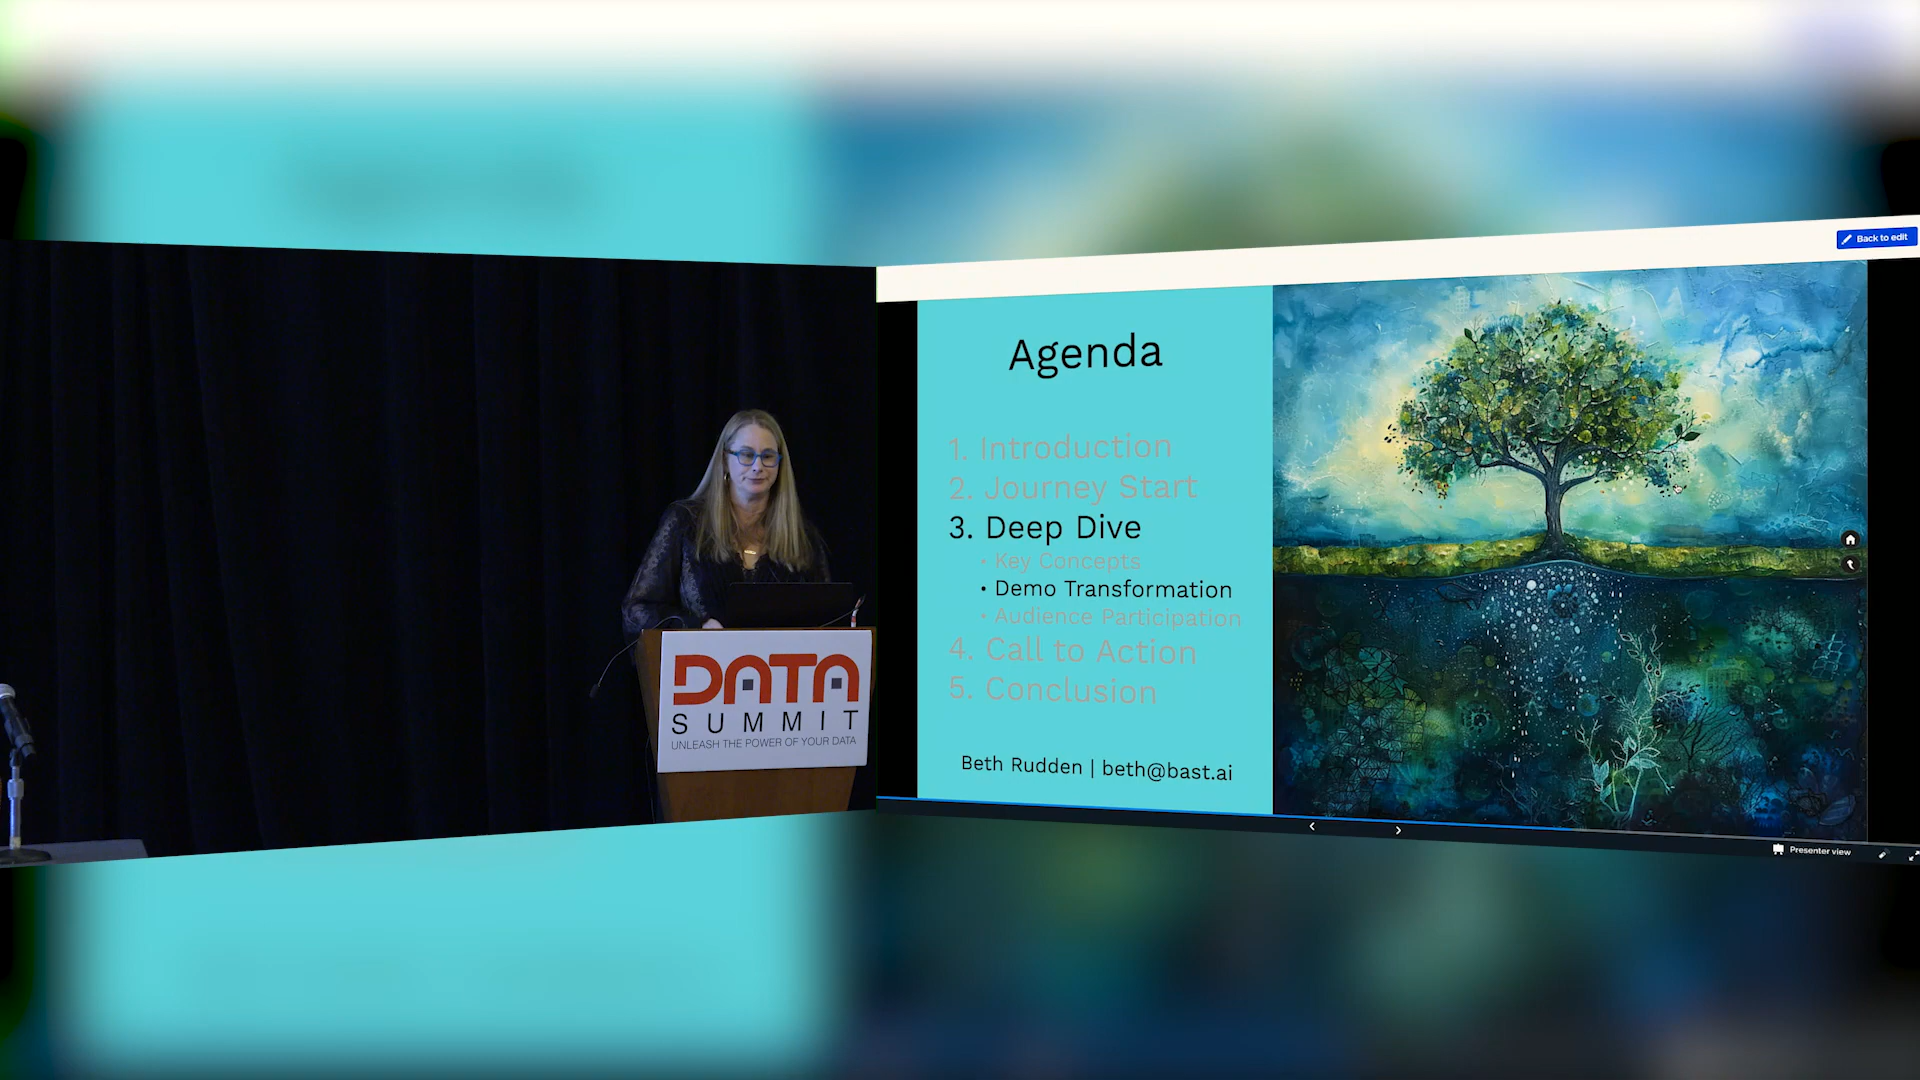 DATA
SUMMIT
UNLEASH THE POWER OF YOUR DATA
Back to edit
Agenda
1. Introduction
2. Journey Start
3. Deep Dive
• Key Concepts
• Demo Transformation
• Audience Participation
4. Call to Action
5. Conclusion
Beth Rudden | beth@bast.ai
Presenter view